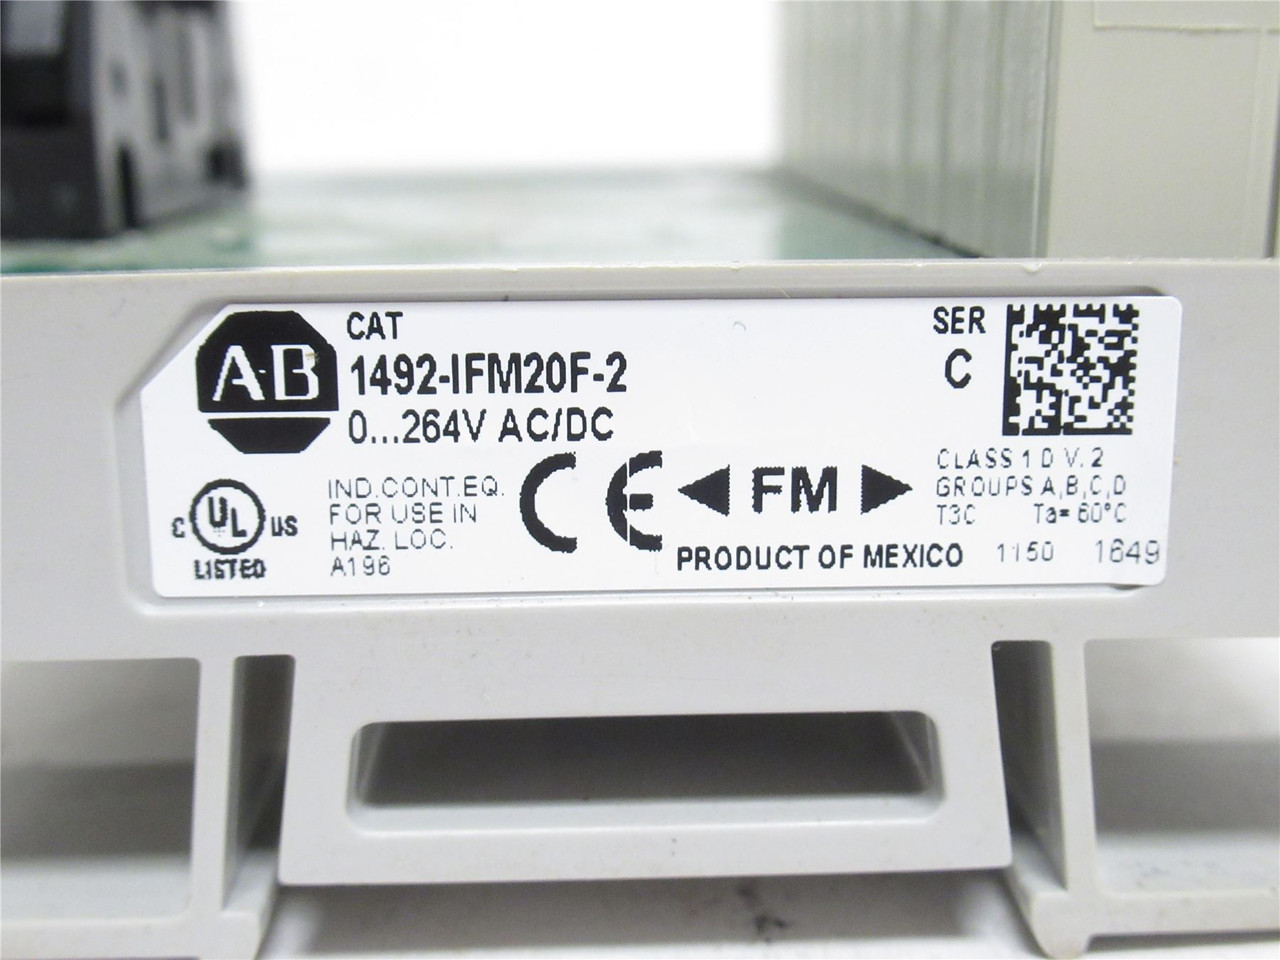 A-B
CAT
1492-IFM20F-2
0...264V AC/DC
SER
C
C UL US
LISTED
IND.CONT.EQ.
FOR USE IN
HAZ. LOC.
A196
CE
FM
CLASS 1 D V. 2
GROUPS A,B,C,D
T3C Ta= 60°C
PRODUCT OF MEXICO 1150 1649